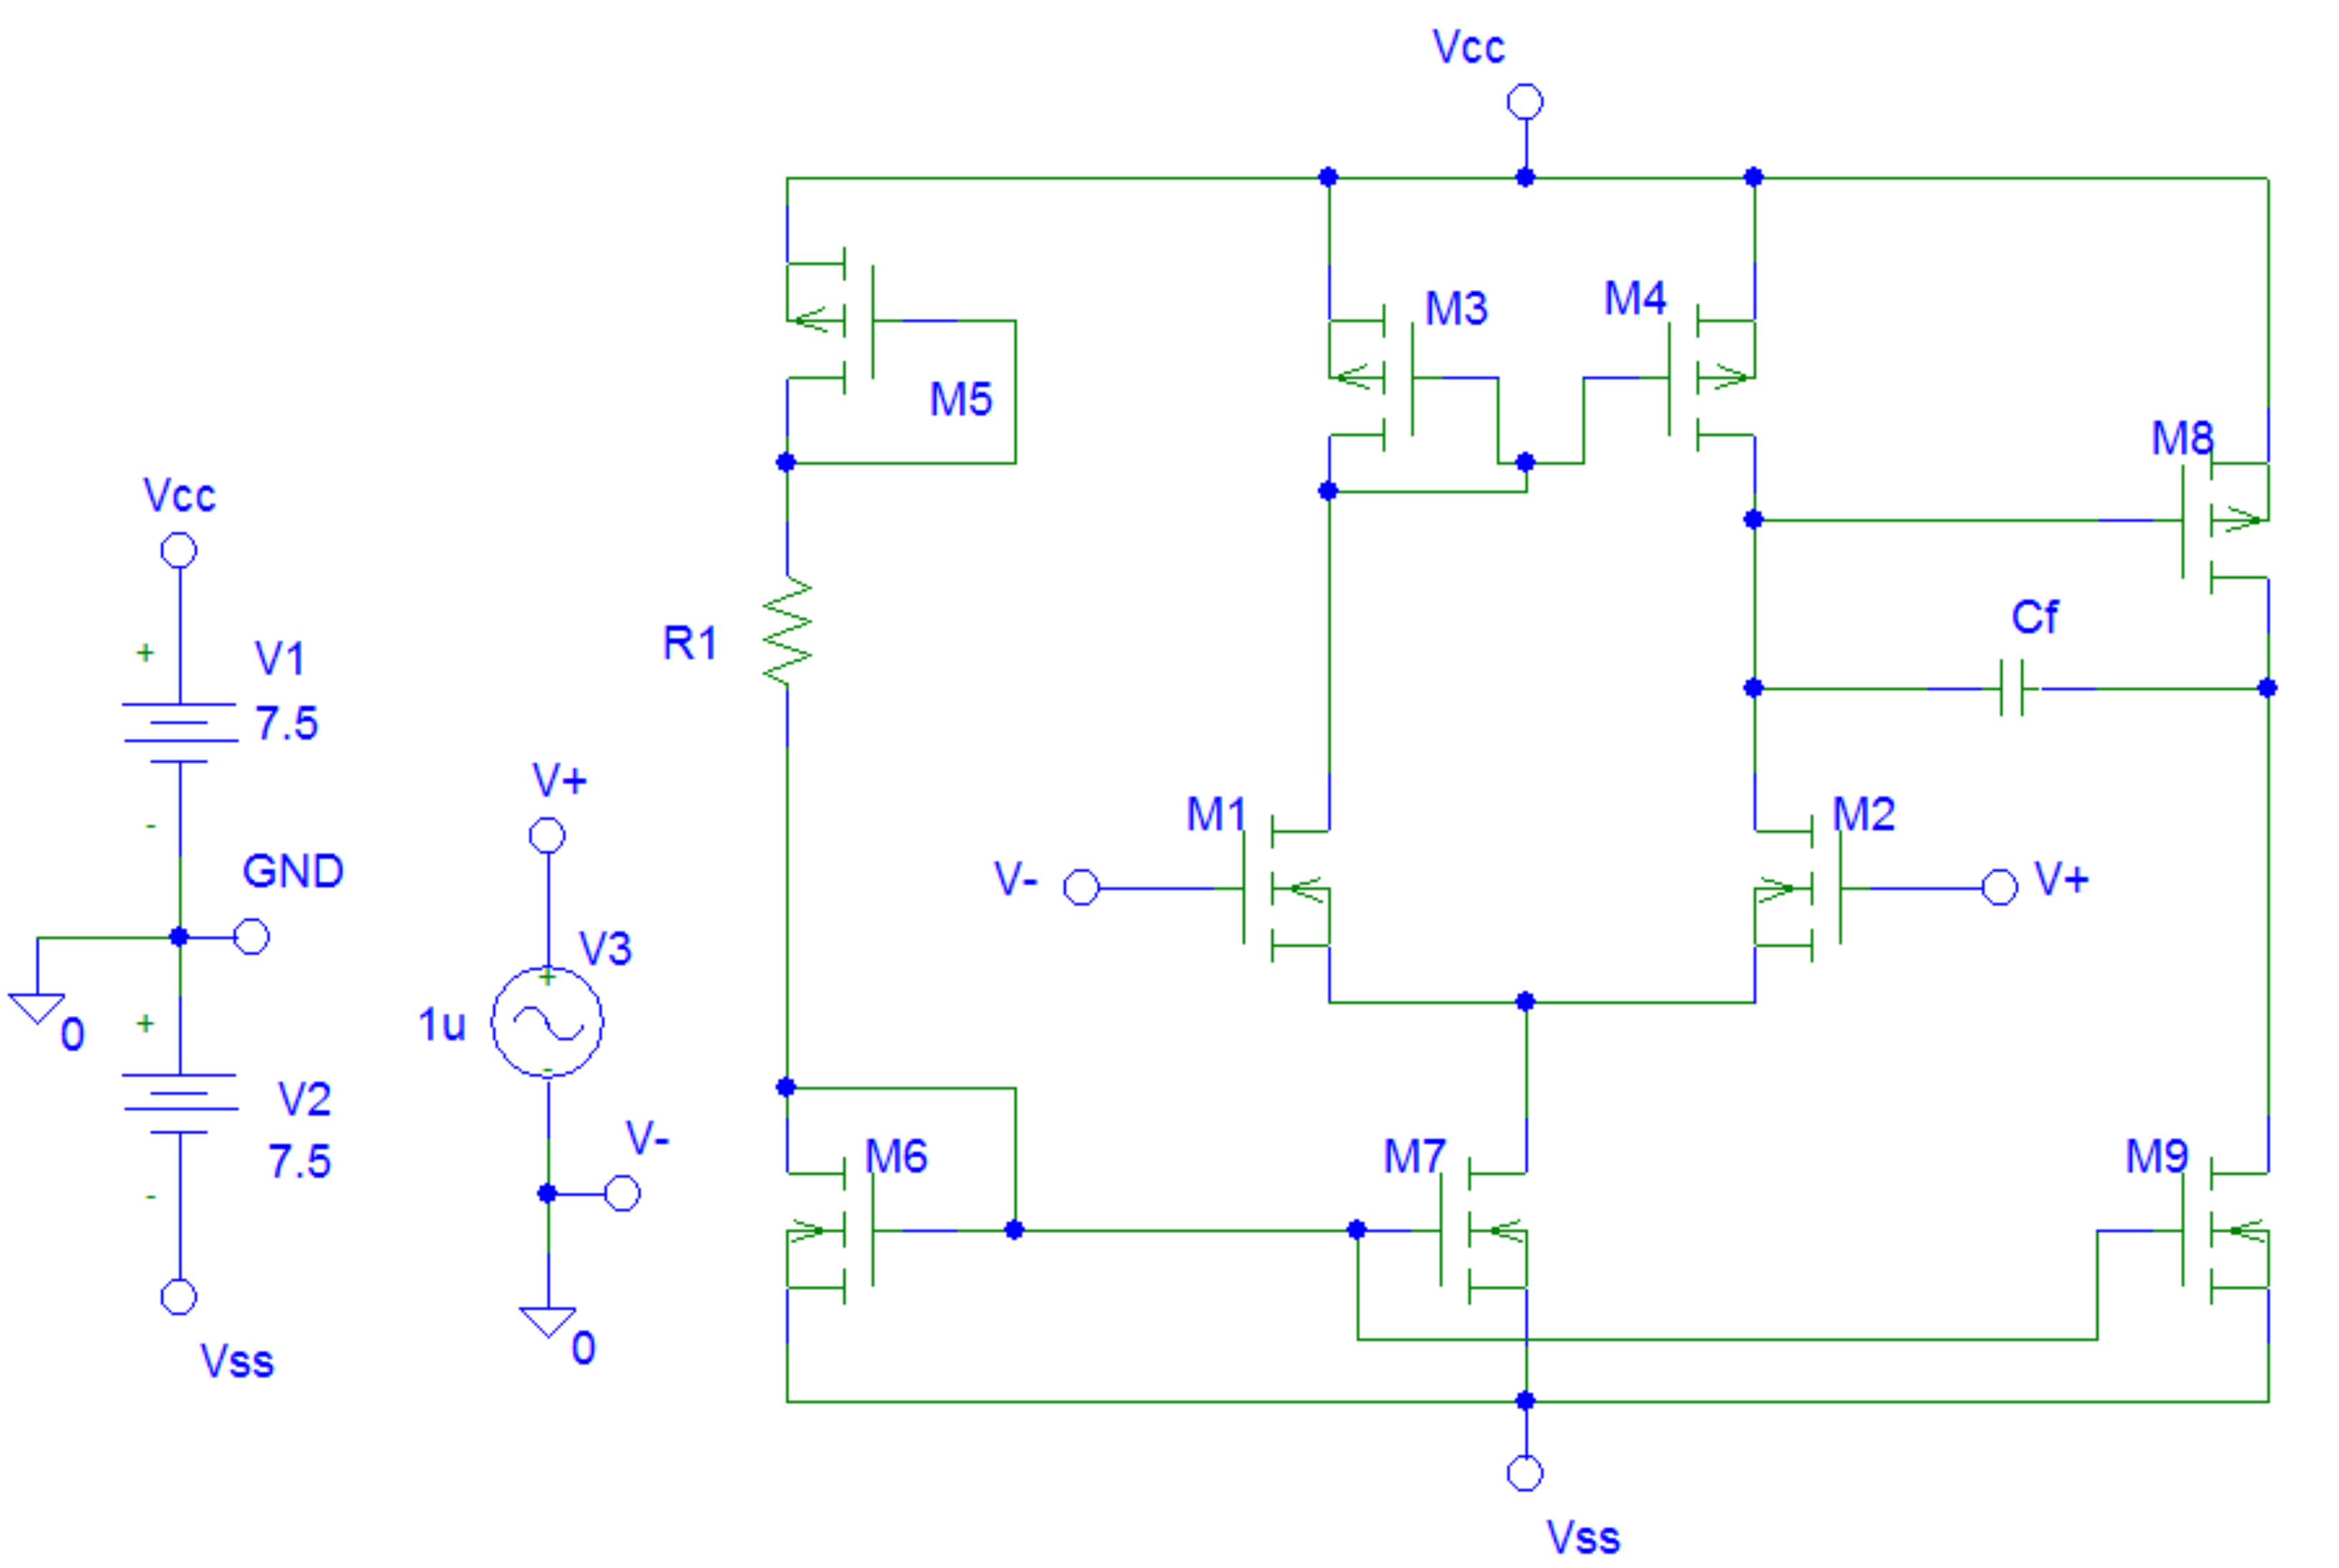 Vcc
M3
M4
M5
M8
Vcc
Cf
+
V1
R1
7.5
V+
M1
M2
-
GND
V-
V+
V3
+
+
1u
0
-
V2
V-
7.5
M6
M7
M9
-
0
Vss
Vss